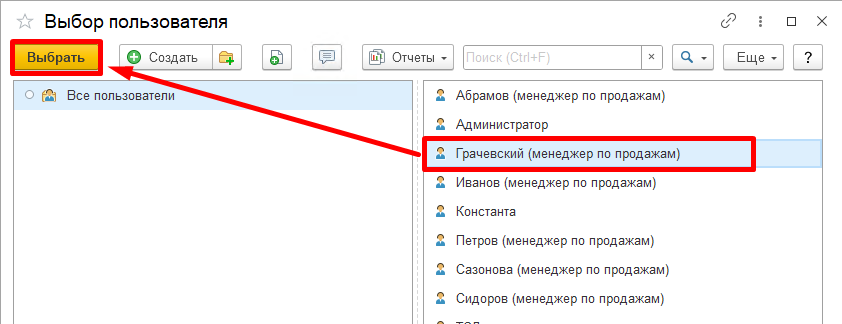 Выбор пользователя
Выбрать Создать Отчеты Поиск (Ctrl+F) × Еще ?
Все пользователи
Абрамов (менеджер по продажам)
Администратор
Грачевский (менеджер по продажам)
Иванов (менеджер по продажам)
Константа
Петров (менеджер по продажам)
Сазонова (менеджер по продажам)
Сидоров (менеджер по продажам)